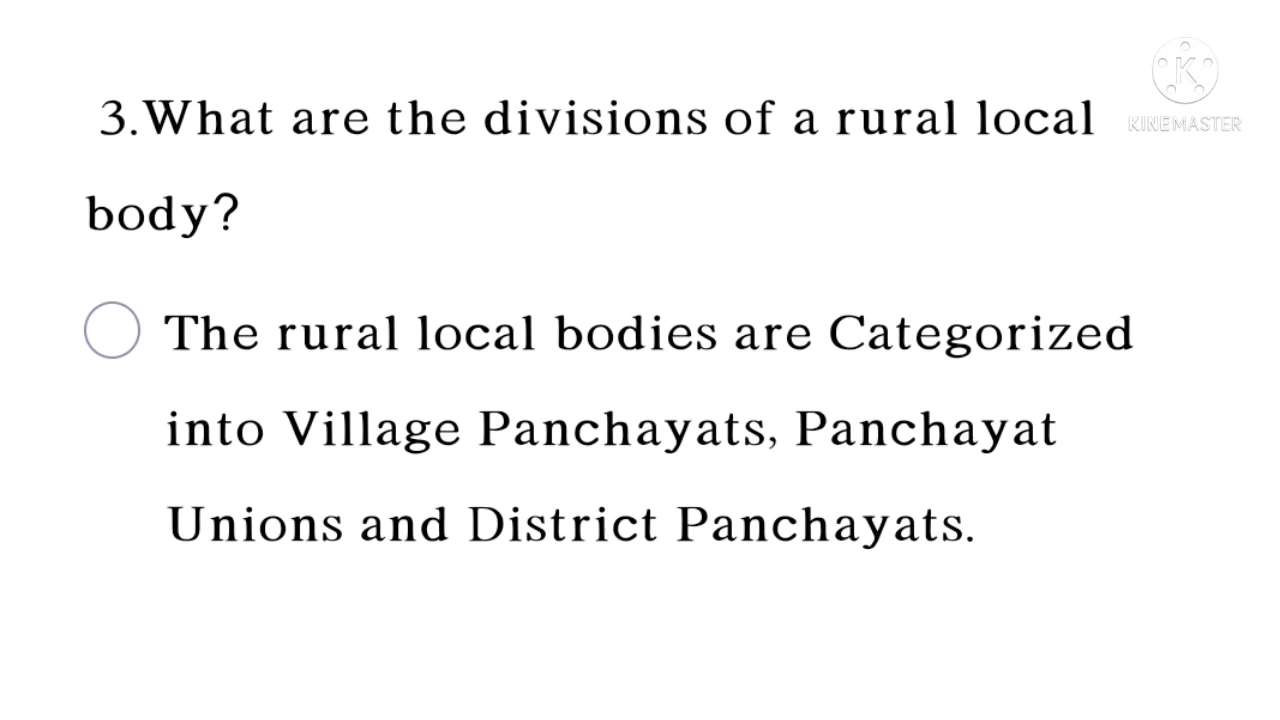 3.What are the divisions of a rural local
body?
The rural local bodies are Categorized
into Village Panchayats, Panchayat
Unions and District Panchayats.
K
KINEMASTER